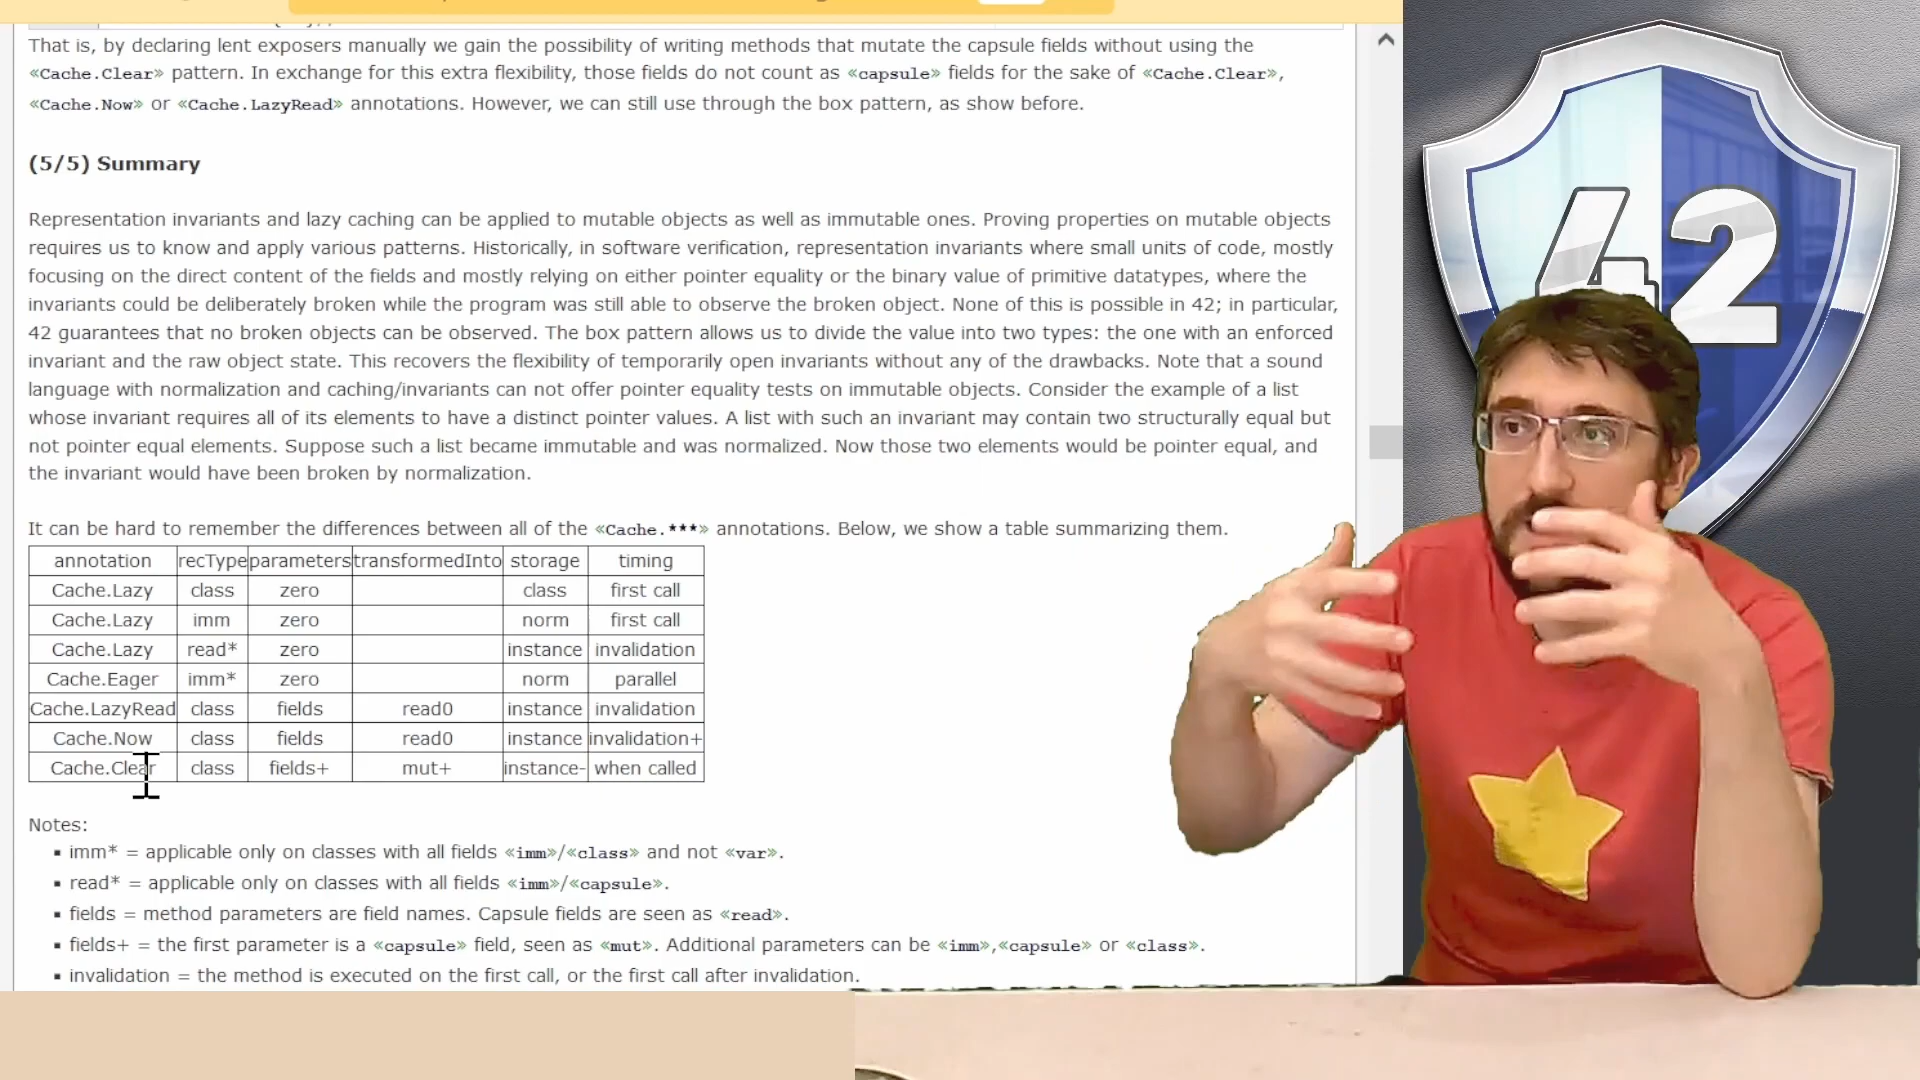 That is, by declaring lent exposers manually we gain the possibility of writing methods that mutate the capsule fields without using the
«Cache.Clear» pattern. In exchange for this extra flexibility, those fields do not count as «capsule» fields for the sake of «Cache.Clear»,
«Cache.Now» or «Cache.LazyRead» annotations. However, we can still use through the box pattern, as show before.
(5/5) Summary
Representation invariants and lazy caching can be applied to mutable objects as well as immutable ones. Proving properties on mutable objects
requires us to know and apply various patterns. Historically, in software verification, representation invariants where small units of code, mostly
focusing on the direct content of the fields and mostly relying on either pointer equality or the binary value of primitive datatypes, where the
invariants could be deliberately broken while the program was still able to observe the broken object. None of this is possible in 42; in particular,
42 guarantees that no broken objects can be observed. The box pattern allows us to divide the value into two types: the one with an enforced
invariant and the raw object state. This recovers the flexibility of temporarily open invariants without any of the drawbacks. Note that a sound
language with normalization and caching/invariants can not offer pointer equality tests on immutable objects. Consider the example of a list
whose invariant requires all of its elements to have a distinct pointer values. A list with such an invariant may contain two structurally equal but
not pointer equal elements. Suppose such a list became immutable and was normalized. Now those two elements would be pointer equal, and
the invariant would have been broken by normalization.
It can be hard to remember the differences between all of the «Cache.***» annotations. Below, we show a table summarizing them.
annotation recType parameters transformedInto storage timing
Cache.Lazy class zero class first call
Cache.Lazy imm zero norm first call
Cache.Lazy read* zero instance invalidation
Cache.Eager imm* zero norm parallel
Cache.LazyRead class fields read0 instance invalidation
Cache.Now class fields read0 instance invalidation+
Cache.Clear class fields+ mut+ instance- when called
Notes:
▪ imm* = applicable only on classes with all fields «imm»/«class» and not «var».
▪ read* = applicable only on classes with all fields «imm»/«capsule».
▪ fields = method parameters are field names. Capsule fields are seen as «read».
▪ fields+ = the first parameter is a «capsule» field, seen as «mut». Additional parameters can be «imm»,«capsule» or «class».
▪ invalidation = the method is executed on the first call, or the first call after invalidation.
42